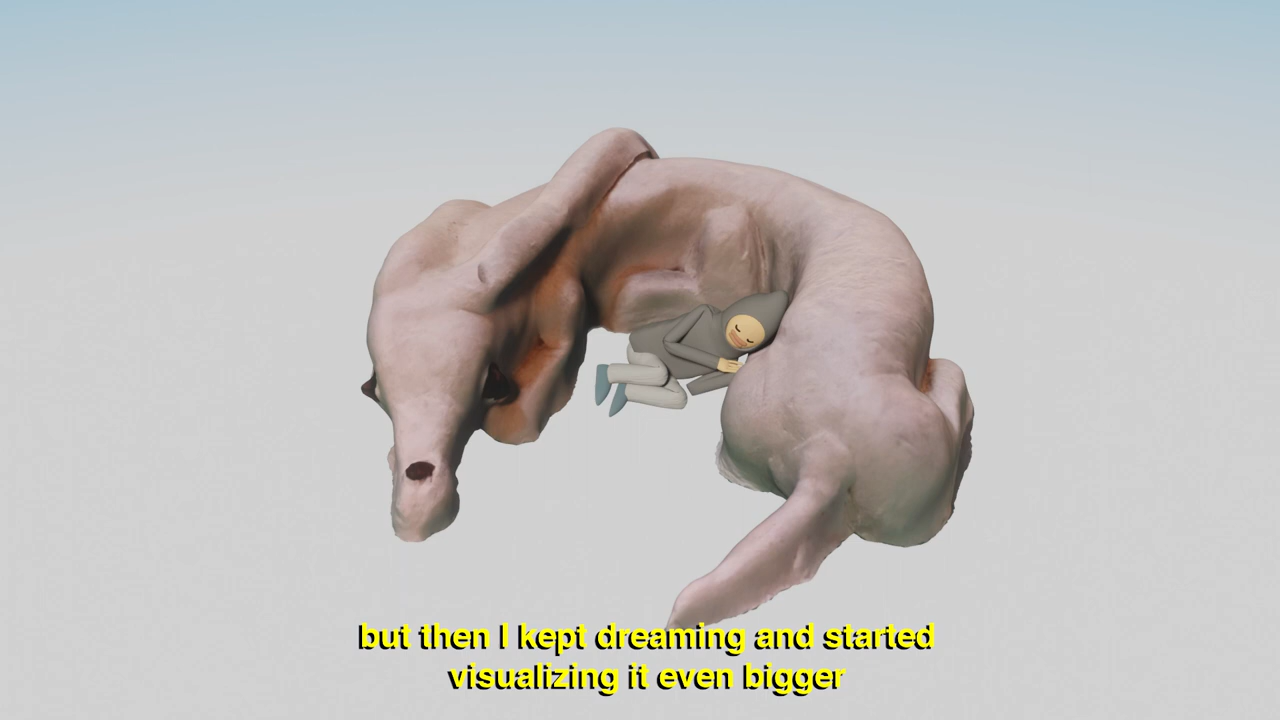 but then I kept dreaming and started
visualizing it even bigger